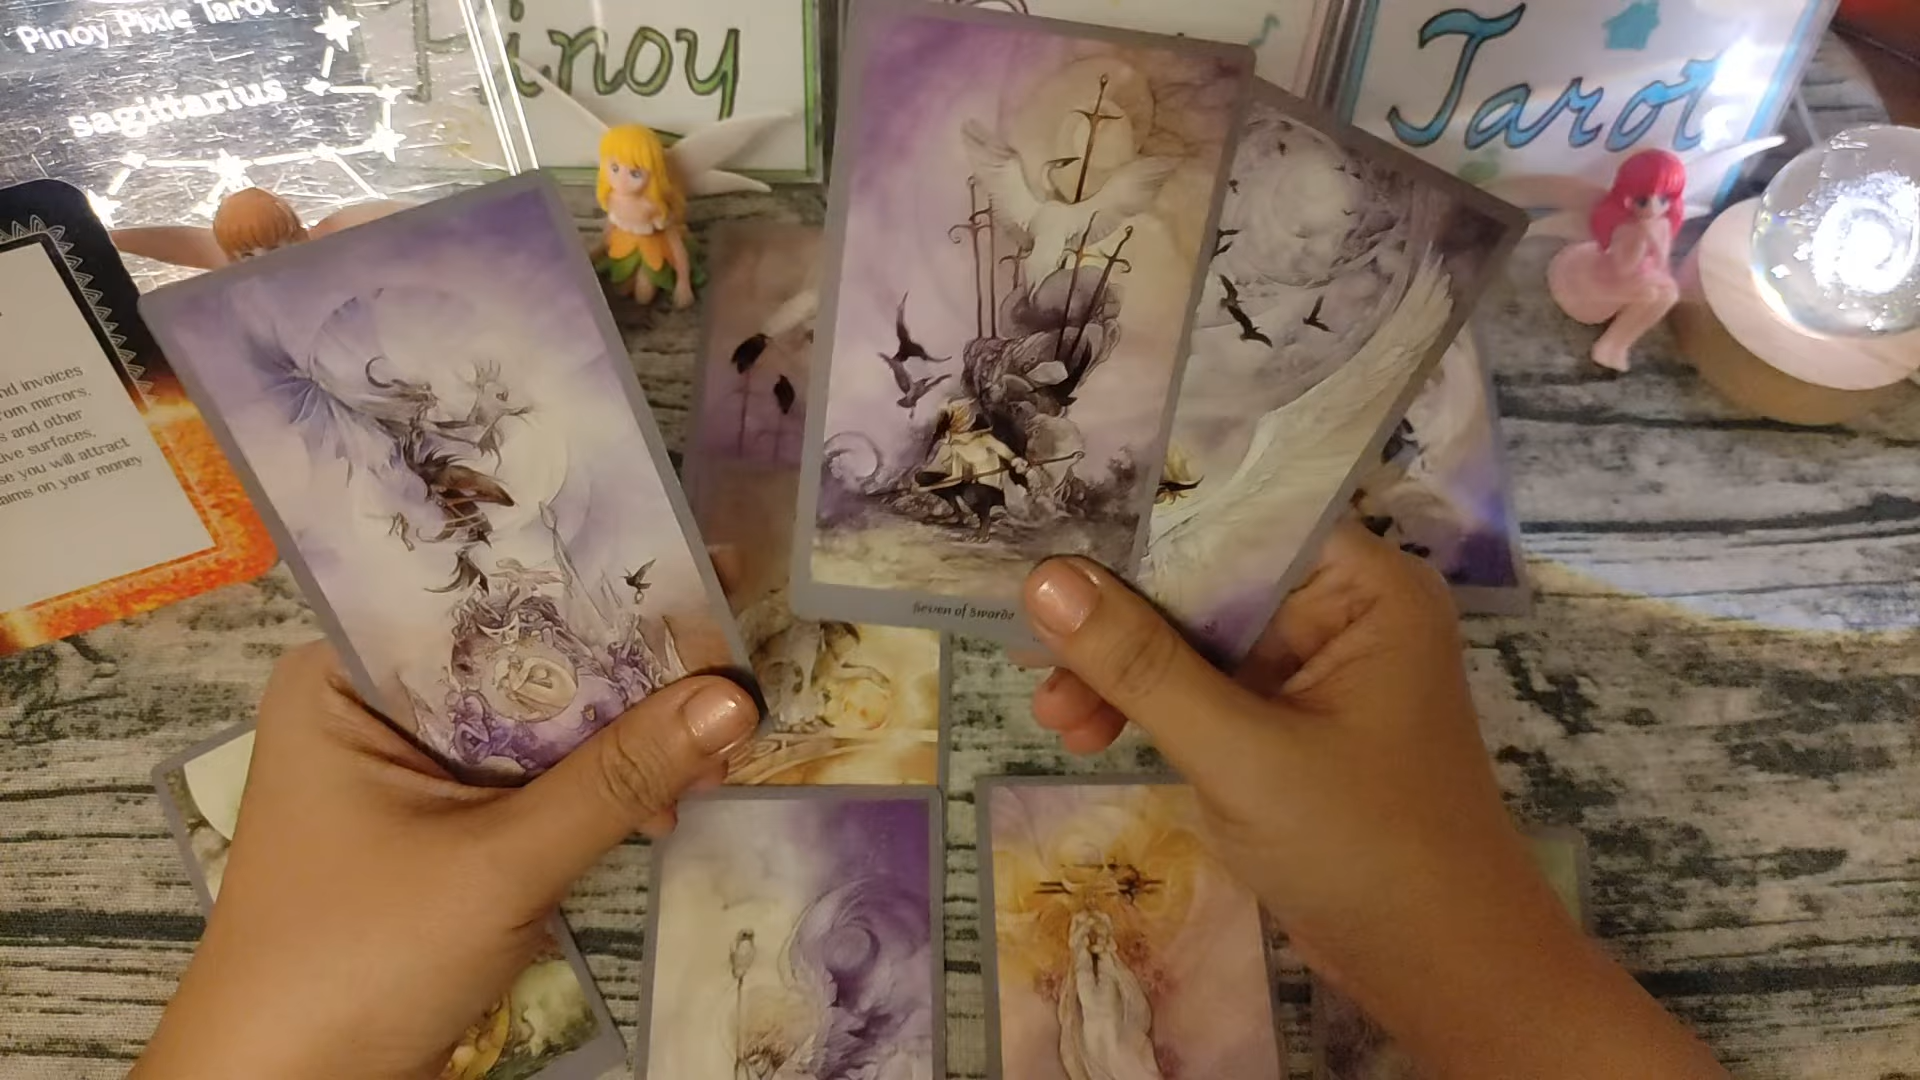 Pinoy Pixie Tarot
sagittarius
Pinoy
Tarot
nd invoices
rom mirrors,
s and other
tive surfaces,
se you will attract
aims on your money
Seven of Swords